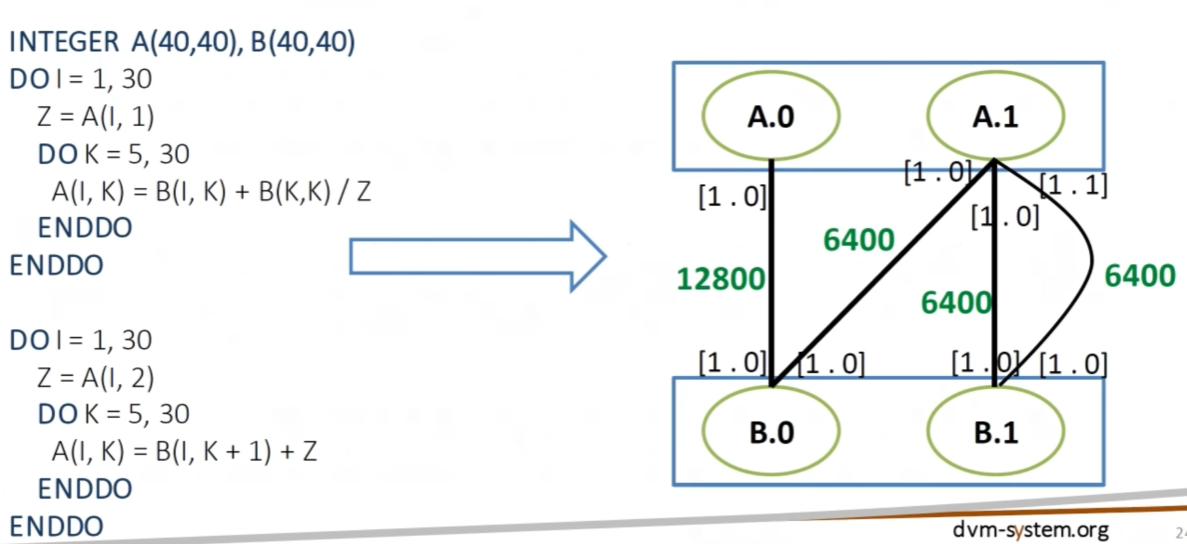 INTEGER A(40,40), B(40,40)
DO I = 1, 30
Z = A(I, 1)
DO K = 5, 30
A(I, K) = B(I, K) + B(K,K) / Z
ENDDO
ENDDO
DO I = 1, 30
Z = A(I, 2)
DO K = 5, 30
A(I, K) = B(I, K + 1) + Z
ENDDO
ENDDO
A.0 A.1
[1 . 0] [1 . 0] [1 . 1]
[1 . 0]
6400
12800 6400 6400
[1 . 0] [1 . 0] [1 . 0] [1 . 0]
B.0 B.1
dvm-system.org